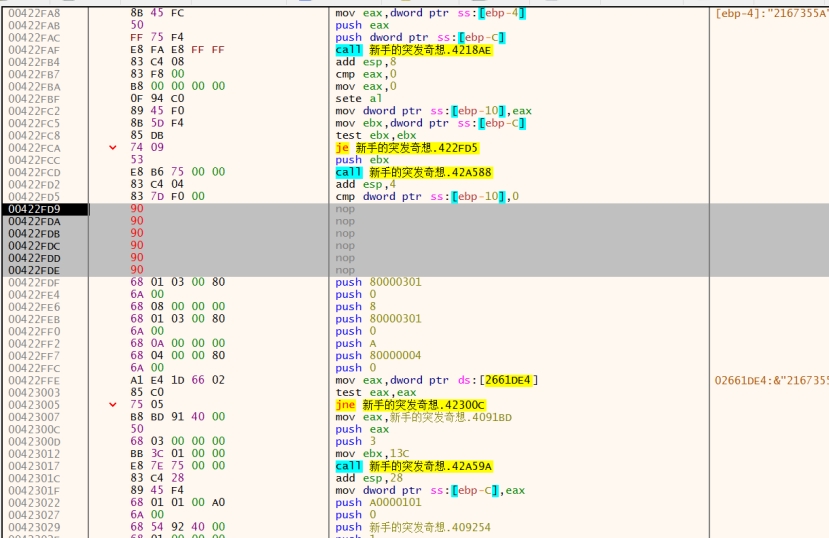 00422FA8 8B 45 FC mov eax,dword ptr ss:[ebp-4] [ebp-4]:"2167355A
00422FAB 50 push eax
00422FAC FF 75 F4 push dword ptr ss:[ebp-C]
00422FAF E8 FA E8 FF FF call 新手的突发奇想.4218AE
00422FB4 83 C4 08 add esp,8
00422FB7 83 F8 00 cmp eax,0
00422FBA B8 00 00 00 00 mov eax,0
00422FBF 0F 94 C0 sete al
00422FC2 89 45 F0 mov dword ptr ss:[ebp-10],eax
00422FC5 8B 5D F4 mov ebx,dword ptr ss:[ebp-C]
00422FC8 85 DB test ebx,ebx
00422FCA 74 09 je 新手的突发奇想.422FD5
00422FCC 53 push ebx
00422FCD E8 B6 75 00 00 call 新手的突发奇想.42A588
00422FD2 83 C4 04 add esp,4
00422FD5 83 7D F0 00 cmp dword ptr ss:[ebp-10],0
00422FD9 90 nop
00422FDA 90 nop
00422FDB 90 nop
00422FDC 90 nop
00422FDD 90 nop
00422FDE 90 nop
00422FDF 68 01 03 00 80 push 80000301
00422FE4 6A 00 push 0
00422FE6 68 08 00 00 00 push 8
00422FEB 68 01 03 00 80 push 80000301
00422FF0 6A 00 push 0
00422FF2 68 0A 00 00 00 push A
00422FF7 68 04 00 00 80 push 80000004
00422FFC 6A 00 push 0
00422FFE A1 E4 1D 66 02 mov eax,dword ptr ds:[2661DE4] 02661DE4:&"2167355
00423003 85 C0 test eax,eax
00423005 75 05 jne 新手的突发奇想.42300C
00423007 B8 BD 91 40 00 mov eax,新手的突发奇想.4091BD
0042300C 50 push eax
0042300D 68 03 00 00 00 push 3
00423012 BB 3C 01 00 00 mov ebx,13C
00423017 E8 7E 75 00 00 call 新手的突发奇想.42A59A
0042301C 83 C4 28 add esp,28
0042301F 89 45 F4 mov dword ptr ss:[ebp-C],eax
00423022 68 01 01 00 A0 push A0000101
00423027 6A 00 push 0
00423029 68 54 92 40 00 push 新手的突发奇想.409254